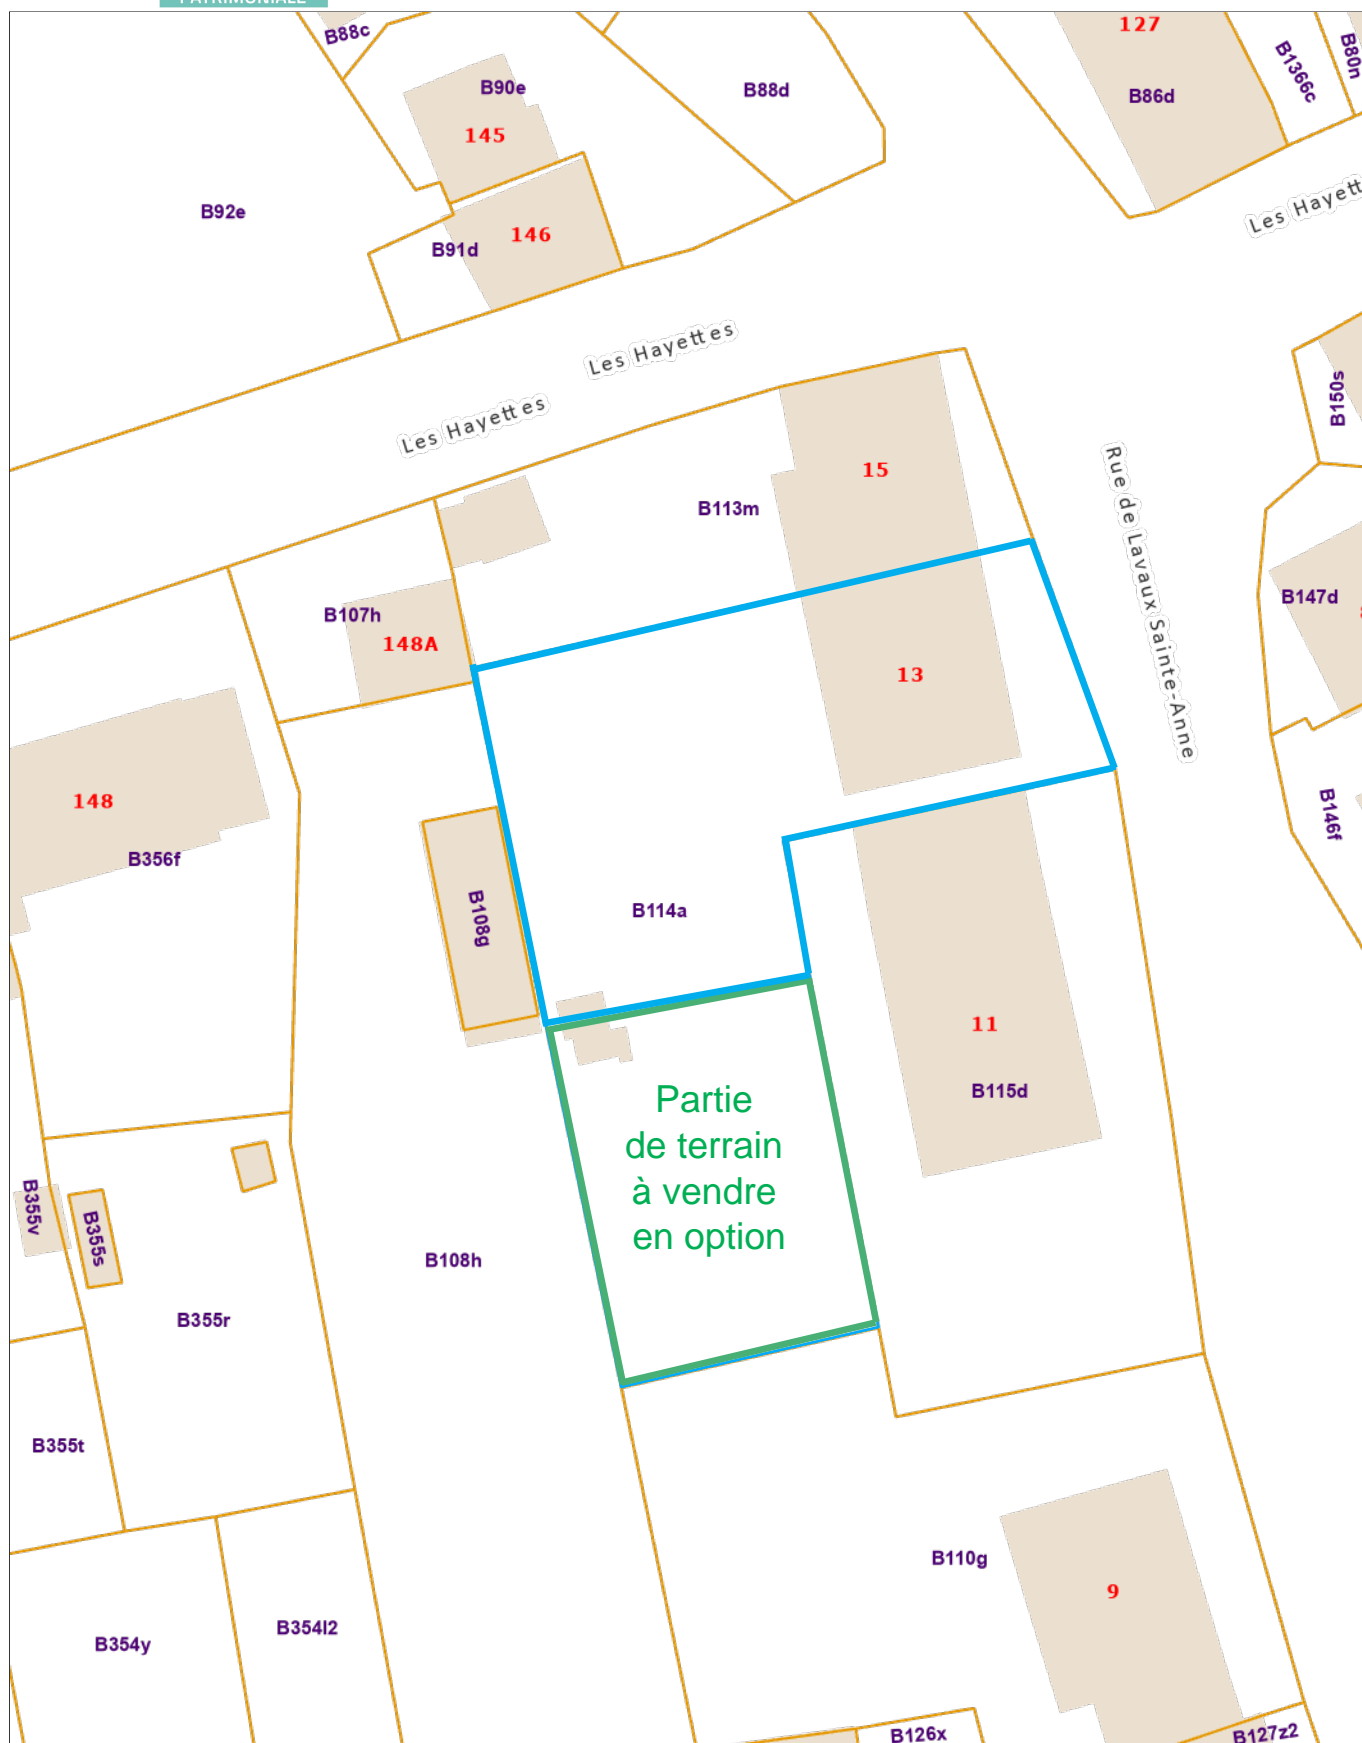 PATRIMONIALE
B88c
B90e
145
B88d
127
B86d
B1366c
B80n
B92e
B91d
146
Les Hayett
Les Hayettes
Les Hayettes
B150s
15
B113m
Rue de Lavaux Sainte-Anne
B147d
B107h
148A
13
148
B356f
B146f
B108g
B114a
11
B115d
Partie
de terrain
à vendre
en option
B355v
B355s
B108h
B355r
B355t
B110g
9
B354y
B354l2
B126x
B127z2